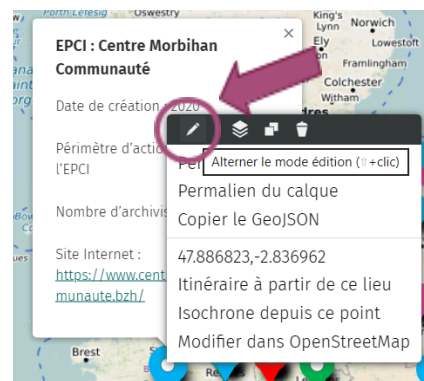 Porth Lefesig
Oswestry
King's
Lynn
Norwich
Ely
Lowestoft
Framlingham
Colchester
Witham
EPCI : Centre Morbihan
Communauté
×
Date de création : 2020
Périmètre d'actio
l'EPCI
Nombre d'archivis
Site Internet :
https://www.cent
munaute.bzh/
Alterner le mode édition (⇧+clic)
Permalien du calque
Copier le GeoJSON
47.886823,-2.836962
Itinéraire à partir de ce lieu
Isochrone depuis ce point
Modifier dans OpenStreetMap
Brest